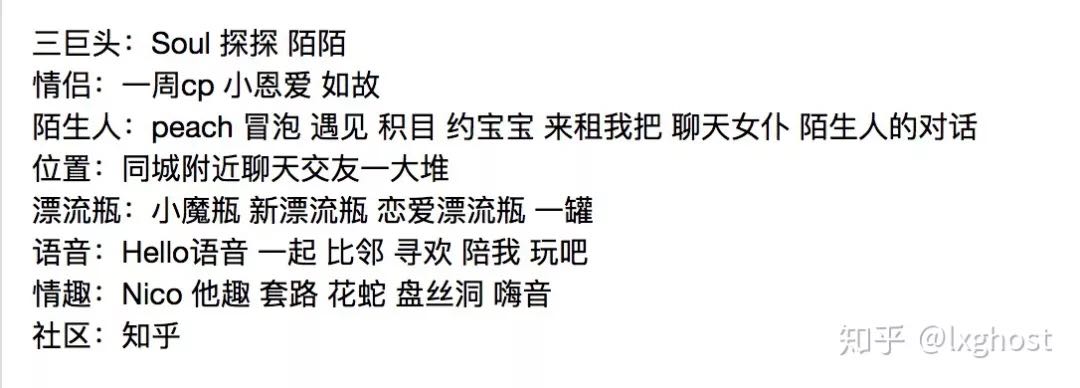 三巨头：Soul 探探 陌陌
情侣：一周cp 小恩爱 如故
陌生人：peach 冒泡 遇见 积目 约宝宝 来租我把 聊天女仆 陌生人的对话
位置：同城附近聊天交友一大堆
漂流瓶：小魔瓶 新漂流瓶 恋爱漂流瓶 一罐
语音：Hello语音 一起 比邻 寻欢 陪我 玩吧
情趣：Nico 他趣 套路 花蛇 盘丝洞 嗨音
社区：知乎
知乎 @lxghost